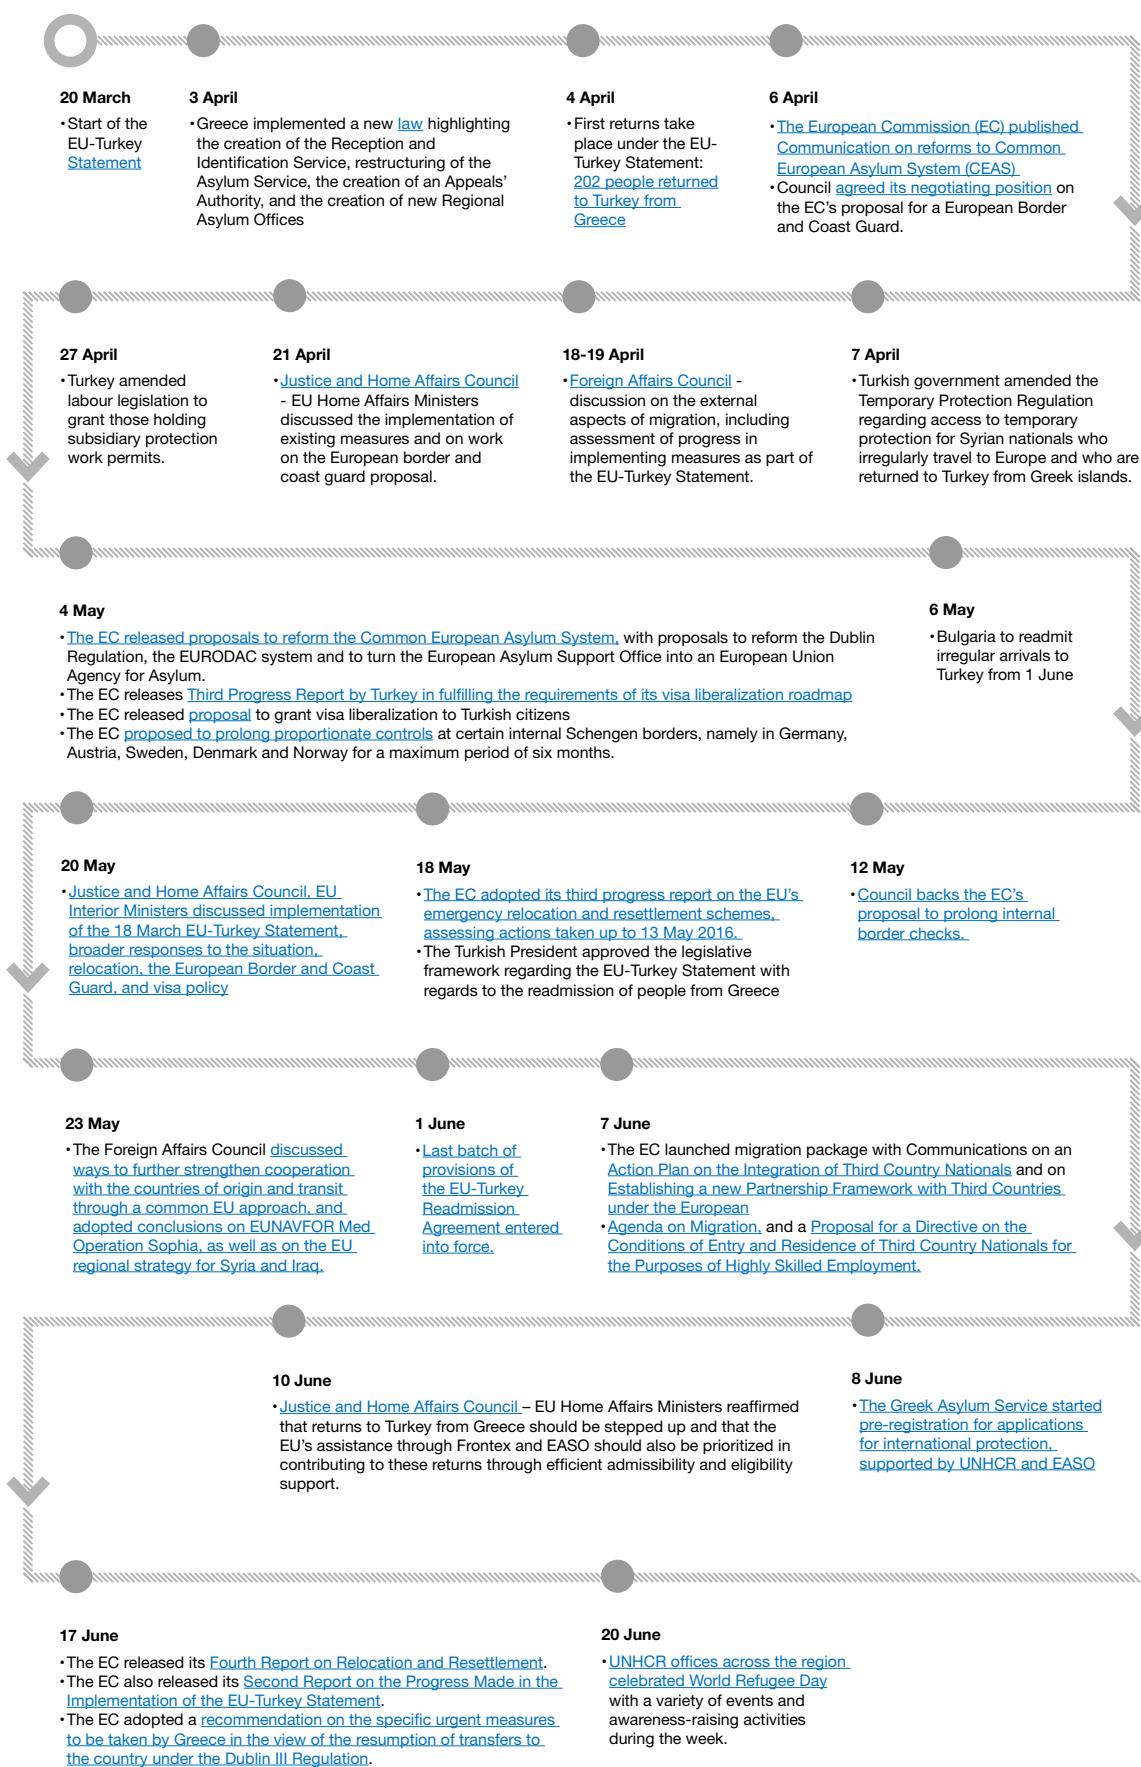 20 March
•Start of the
EU-Turkey
Statement
3 April
•Greece implemented a new law highlighting
the creation of the Reception and
Identification Service, restructuring of the
Asylum Service, the creation of an Appeals'
Authority, and the creation of new Regional
Asylum Offices
4 April
•First returns take
place under the EU-
Turkey Statement:
202 people returned
to Turkey from
Greece
6 April
•The European Commission (EC) published
Communication on reforms to Common
European Asylum System (CEAS)
•Council agreed its negotiating position on
the EC's proposal for a European Border
and Coast Guard.
7 April
•Turkish government amended the
Temporary Protection Regulation
regarding access to temporary
protection for Syrian nationals who
irregularly travel to Europe and who are
returned to Turkey from Greek islands.
18-19 April
•Foreign Affairs Council -
discussion on the external
aspects of migration, including
assessment of progress in
implementing measures as part of
the EU-Turkey Statement.
21 April
•Justice and Home Affairs Council
- EU Home Affairs Ministers
discussed the implementation of
existing measures and on work
on the European border and
coast guard proposal.
27 April
•Turkey amended
labour legislation to
grant those holding
subsidiary protection
work permits.
4 May
•The EC released proposals to reform the Common European Asylum System, with proposals to reform the Dublin
Regulation, the EURODAC system and to turn the European Asylum Support Office into an European Union
Agency for Asylum.
•The EC releases Third Progress Report by Turkey in fulfilling the requirements of its visa liberalization roadmap
•The EC released proposal to grant visa liberalization to Turkish citizens
•The EC proposed to prolong proportionate controls at certain internal Schengen borders, namely in Germany,
Austria, Sweden, Denmark and Norway for a maximum period of six months.
6 May
•Bulgaria to readmit
irregular arrivals to
Turkey from 1 June
12 May
•Council backs the EC's
proposal to prolong internal
border checks.
18 May
•The EC adopted its third progress report on the EU's
emergency relocation and resettlement schemes,
assessing actions taken up to 13 May 2016.
•The Turkish President approved the legislative
framework regarding the EU-Turkey Statement with
regards to the readmission of people from Greece
20 May
•Justice and Home Affairs Council, EU
Interior Ministers discussed implementation
of the 18 March EU-Turkey Statement,
broader responses to the situation,
relocation, the European Border and Coast
Guard, and visa policy
23 May
•The Foreign Affairs Council discussed
ways to further strengthen cooperation
with the countries of origin and transit
through a common EU approach, and
adopted conclusions on EUNAVFOR Med
Operation Sophia, as well as on the EU
regional strategy for Syria and Iraq.
1 June
•Last batch of
provisions of
the EU-Turkey
Readmission
Agreement entered
into force.
7 June
•The EC launched migration package with Communications on an
Action Plan on the Integration of Third Country Nationals and on
Establishing a new Partnership Framework with Third Countries
under the European
•Agenda on Migration, and a Proposal for a Directive on the
Conditions of Entry and Residence of Third Country Nationals for
the Purposes of Highly Skilled Employment.
8 June
•The Greek Asylum Service started
pre-registration for applications
for international protection,
supported by UNHCR and EASO
10 June
•Justice and Home Affairs Council – EU Home Affairs Ministers reaffirmed
that returns to Turkey from Greece should be stepped up and that the
EU's assistance through Frontex and EASO should also be prioritized in
contributing to these returns through efficient admissibility and eligibility
support.
17 June
•The EC released its Fourth Report on Relocation and Resettlement.
•The EC also released its Second Report on the Progress Made in the
Implementation of the EU-Turkey Statement.
•The EC adopted a recommendation on the specific urgent measures
to be taken by Greece in the view of the resumption of transfers to
the country under the Dublin III Regulation.
20 June
•UNHCR offices across the region
celebrated World Refugee Day
with a variety of events and
awareness-raising activities
during the week.